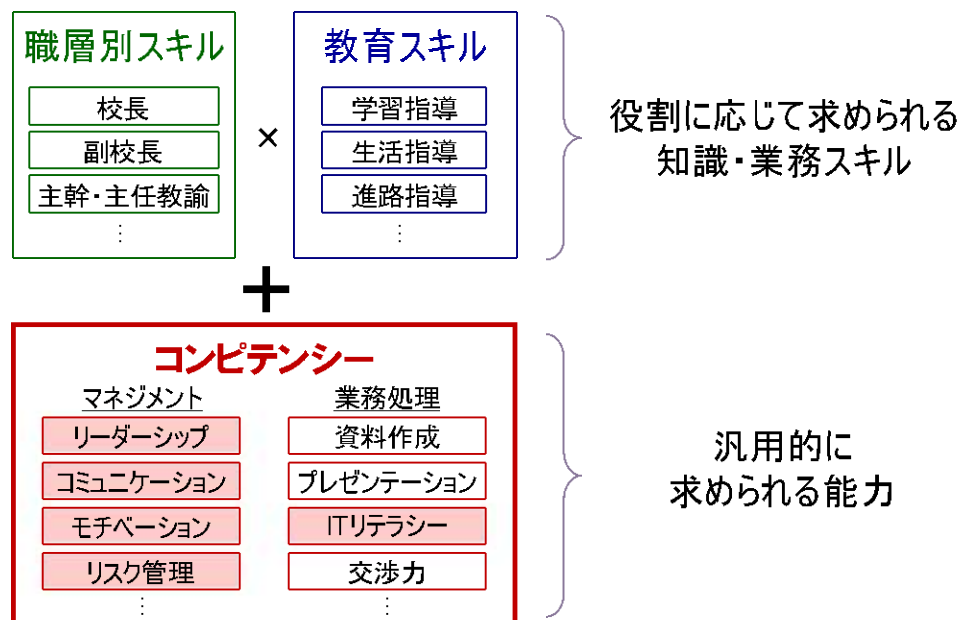 職層別スキル
校長
副校長
主幹・主任教諭
⋮
×
教育スキル
学習指導
生活指導
進路指導
⋮
役割に応じて求められる
知識・業務スキル
+
コンピテンシー
マネジメント
リーダーシップ
コミュニケーション
モチベーション
リスク管理
⋮
業務処理
資料作成
プレゼンテーション
ITリテラシー
交渉力
⋮
汎用的に
求められる能力